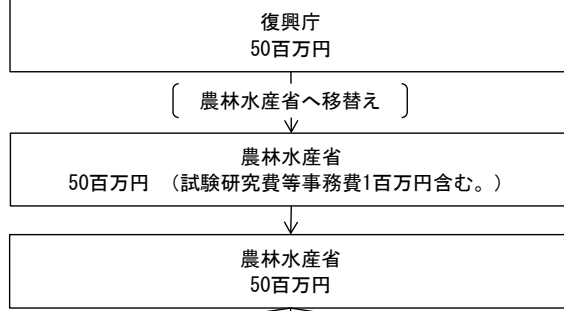 復興庁
50百万円
農林水産省へ移替え
農林水産省
50百万円 （試験研究費等事務費1百万円含む。）
農林水産省
50百万円